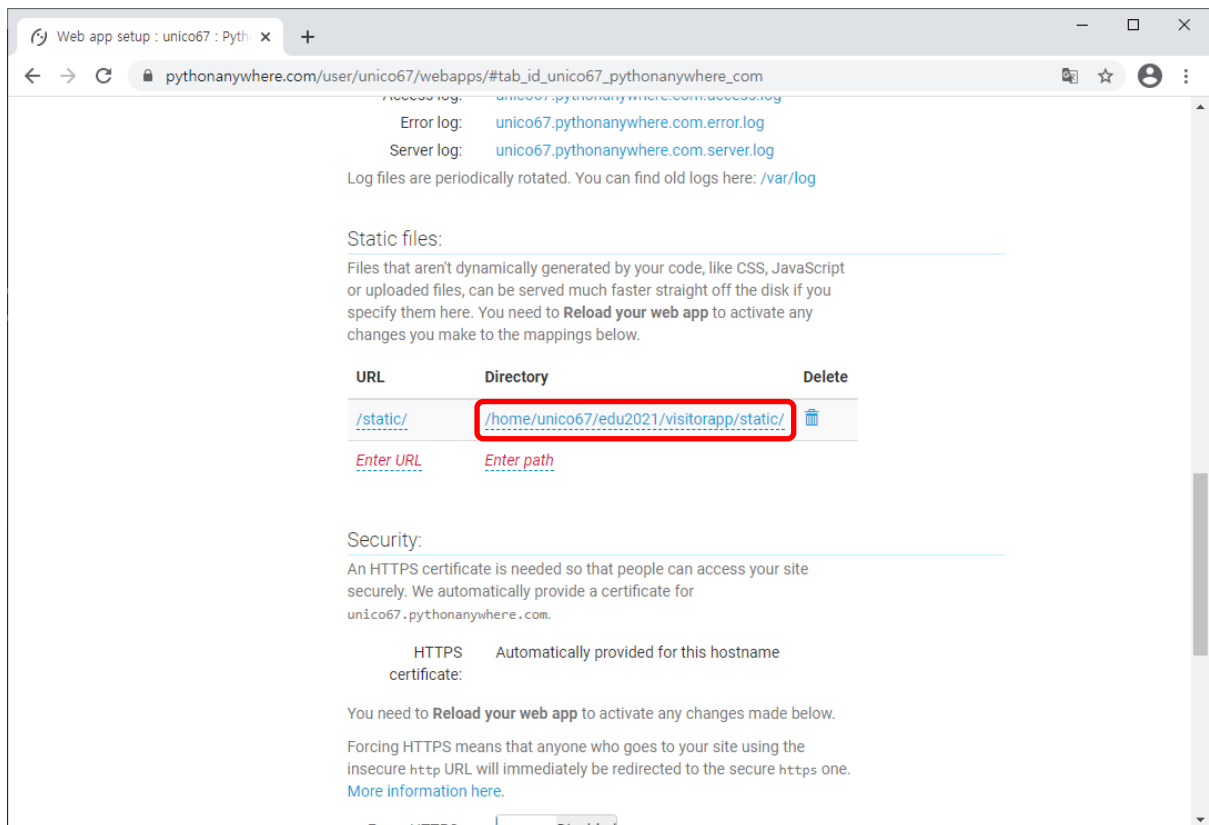 Web app setup : unico67 : Pyth
pythonanywhere.com/user/unico67/webapps/#tab_id_unico67_pythonanywhere_com
Access log: unico67.pythonanywhere.com.access.log
Error log: unico67.pythonanywhere.com.error.log
Server log: unico67.pythonanywhere.com.server.log
Log files are periodically rotated. You can find old logs here: /var/log
Static files:
Files that aren't dynamically generated by your code, like CSS, JavaScript
or uploaded files, can be served much faster straight off the disk if you
specify them here. You need to Reload your web app to activate any
changes you make to the mappings below.
URL Directory Delete
/static/ /home/unico67/edu2021/visitorapp/static/
Enter URL Enter path
Security:
An HTTPS certificate is needed so that people can access your site
securely. We automatically provide a certificate for
unico67.pythonanywhere.com.
HTTPS Automatically provided for this hostname
certificate:
You need to Reload your web app to activate any changes made below.
Forcing HTTPS means that anyone who goes to your site using the
insecure http URL will immediately be redirected to the secure https one.
More information here.